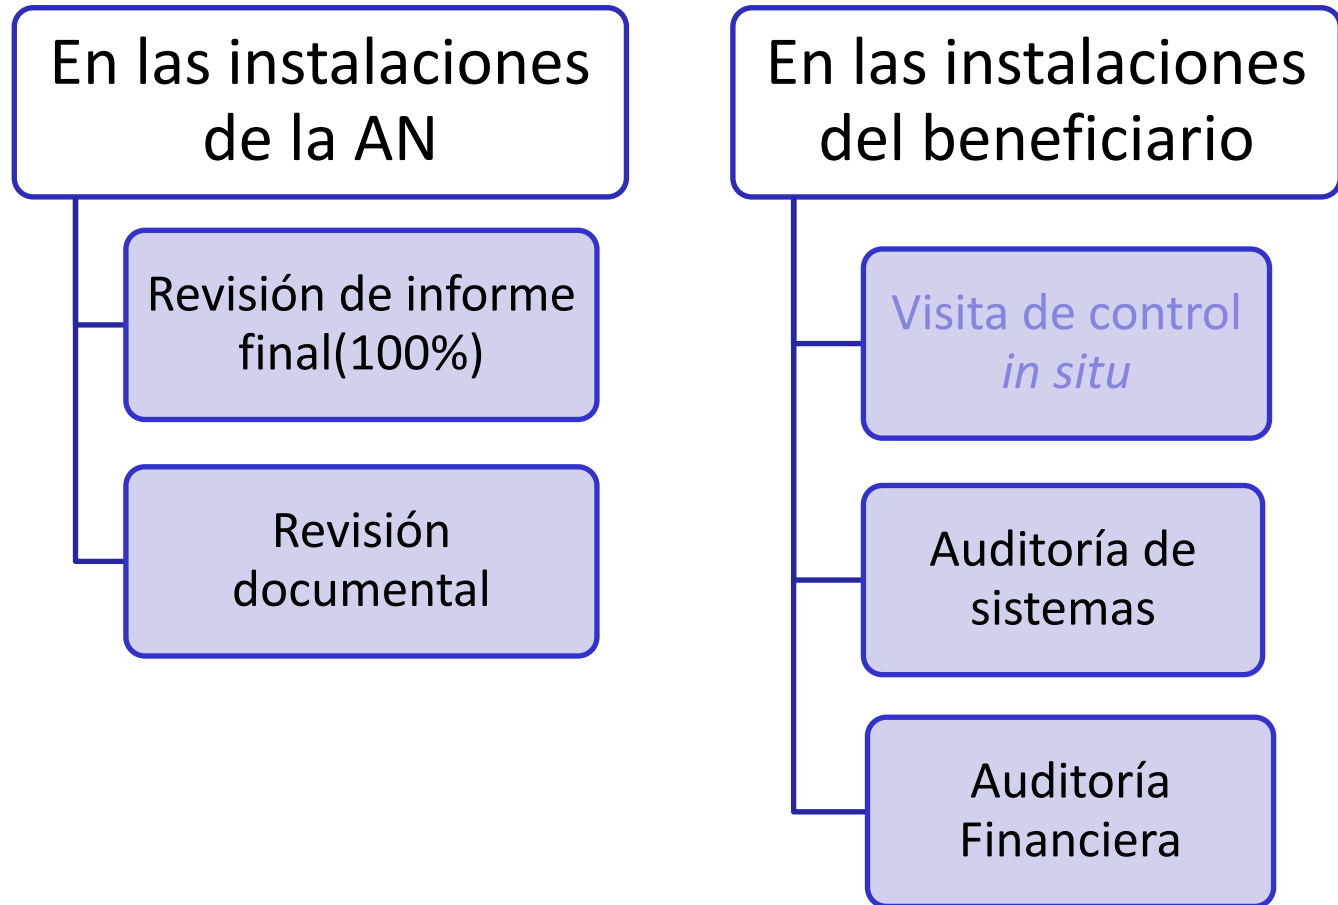 En las instalaciones
de la AN
Revisión de informe
final(100%)
Revisión
documental
En las instalaciones
del beneficiario
Visita de control
in situ
Auditoría de
sistemas
Auditoría
Financiera